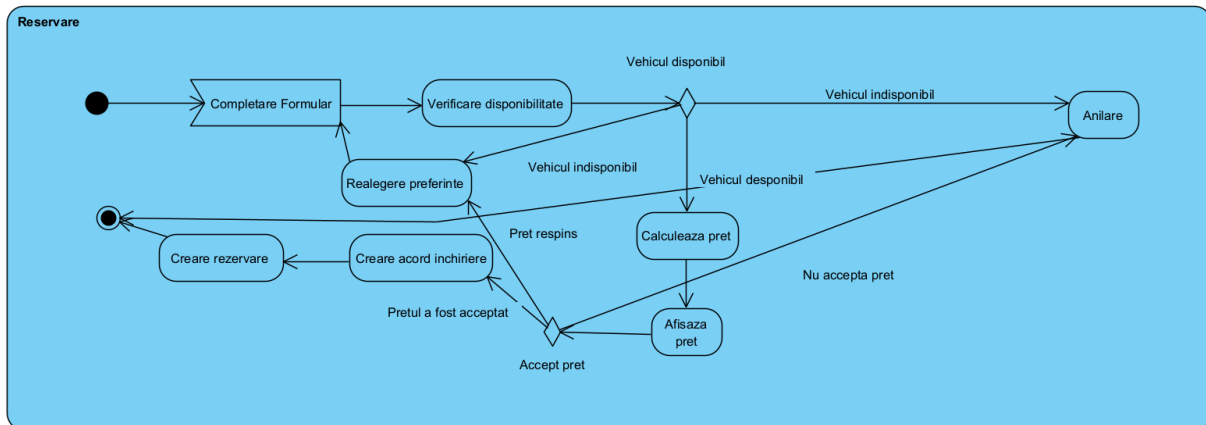 Reservare
Vehicul disponibil
Completare Formular
Verificare disponibilitate
Vehicul indisponibil
Anilare
Realegere preferinte
Vehicul indisponibil
Vehicul desponibil
Creare rezervare
Creare acord inchiriere
Pret respins
Calculeaza pret
Nu accepta pret
Pretul a fost acceptat
Afisaza
pret
Accept pret